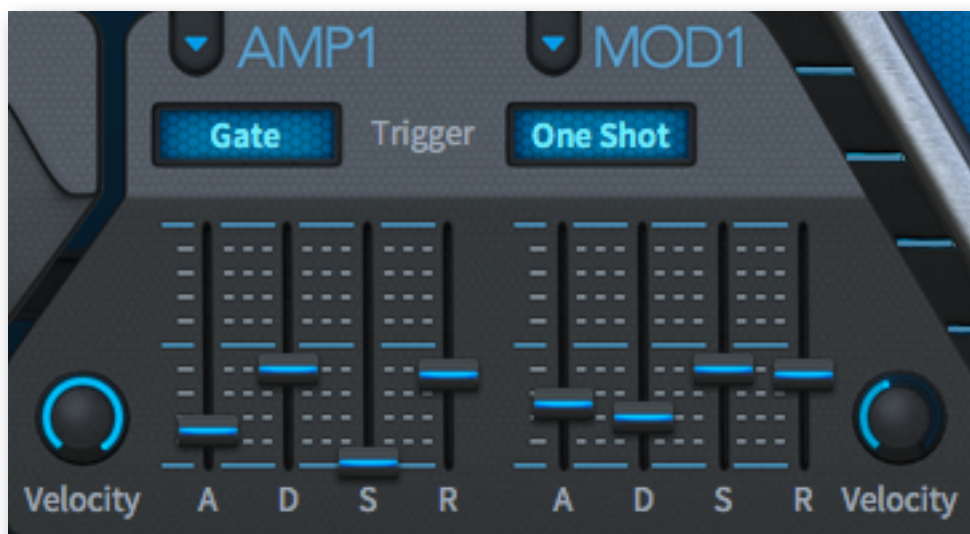 AMP1 MOD1
Gate Trigger One Shot
Velocity A D S R A D S R Velocity